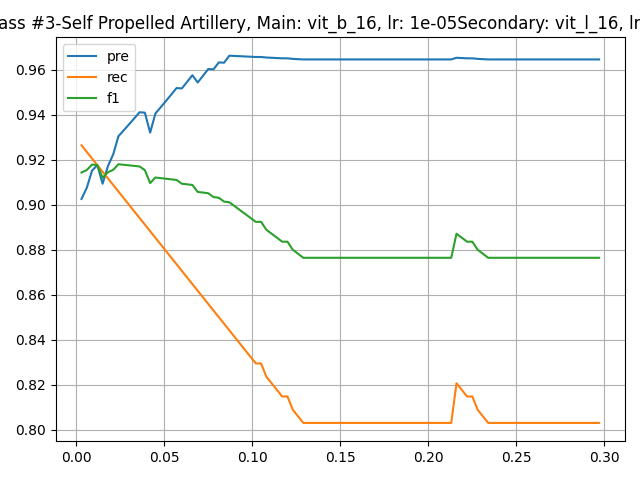 ass #3-Self Propelled Artillery, Main: vit_b_16, lr: 1e-05Secondary: vit_l_16, lr
pre
rec
f1
0.96
0.94
0.92
0.90
0.88
0.86
0.84
0.82
0.80
0.00 0.05 0.10 0.15 0.20 0.25 0.30